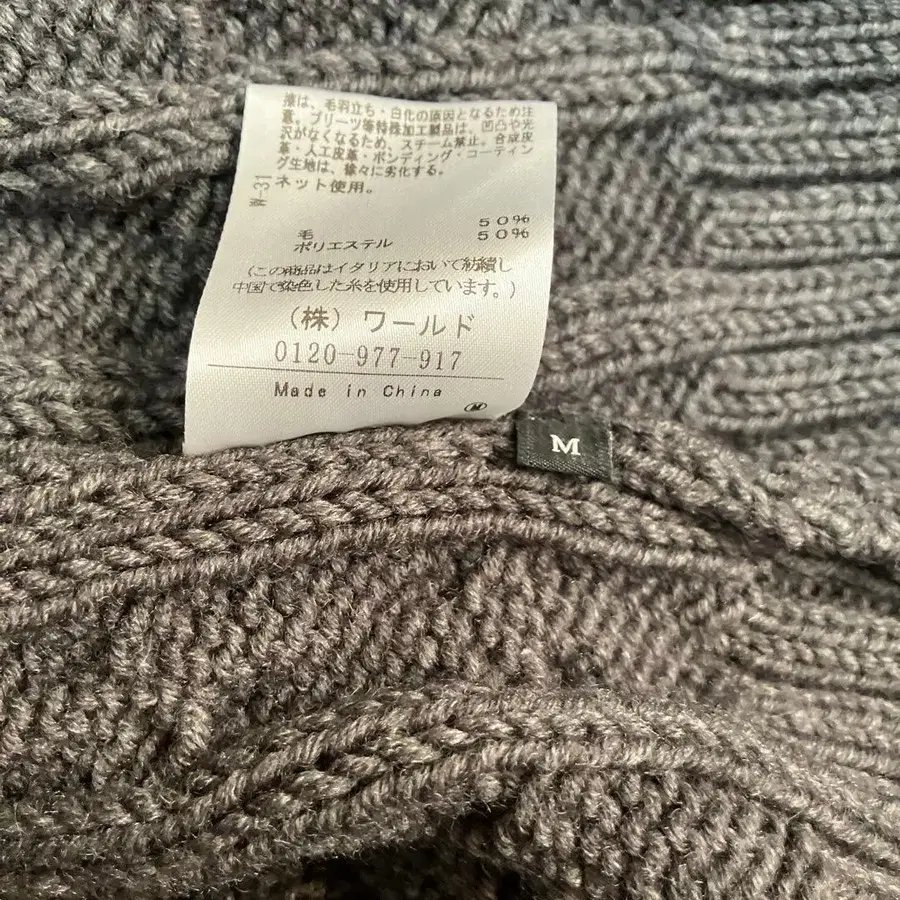 擦は、毛羽立ち・白化の原因となるため注
意。プリーツ等特殊加工製品は、凹凸や光
沢がなくなるため、スチーム禁止。合成皮
革・人工皮革・ボンディング・コーティン
グ生地は、徐々に劣化する。
ネット使用。
毛 50%
ポリエステル 50%
(この商品はイタリアにおいて紡績し
中国で染色した糸を使用しています。)
(株) ワールド
0120-977-917
Made in China
M